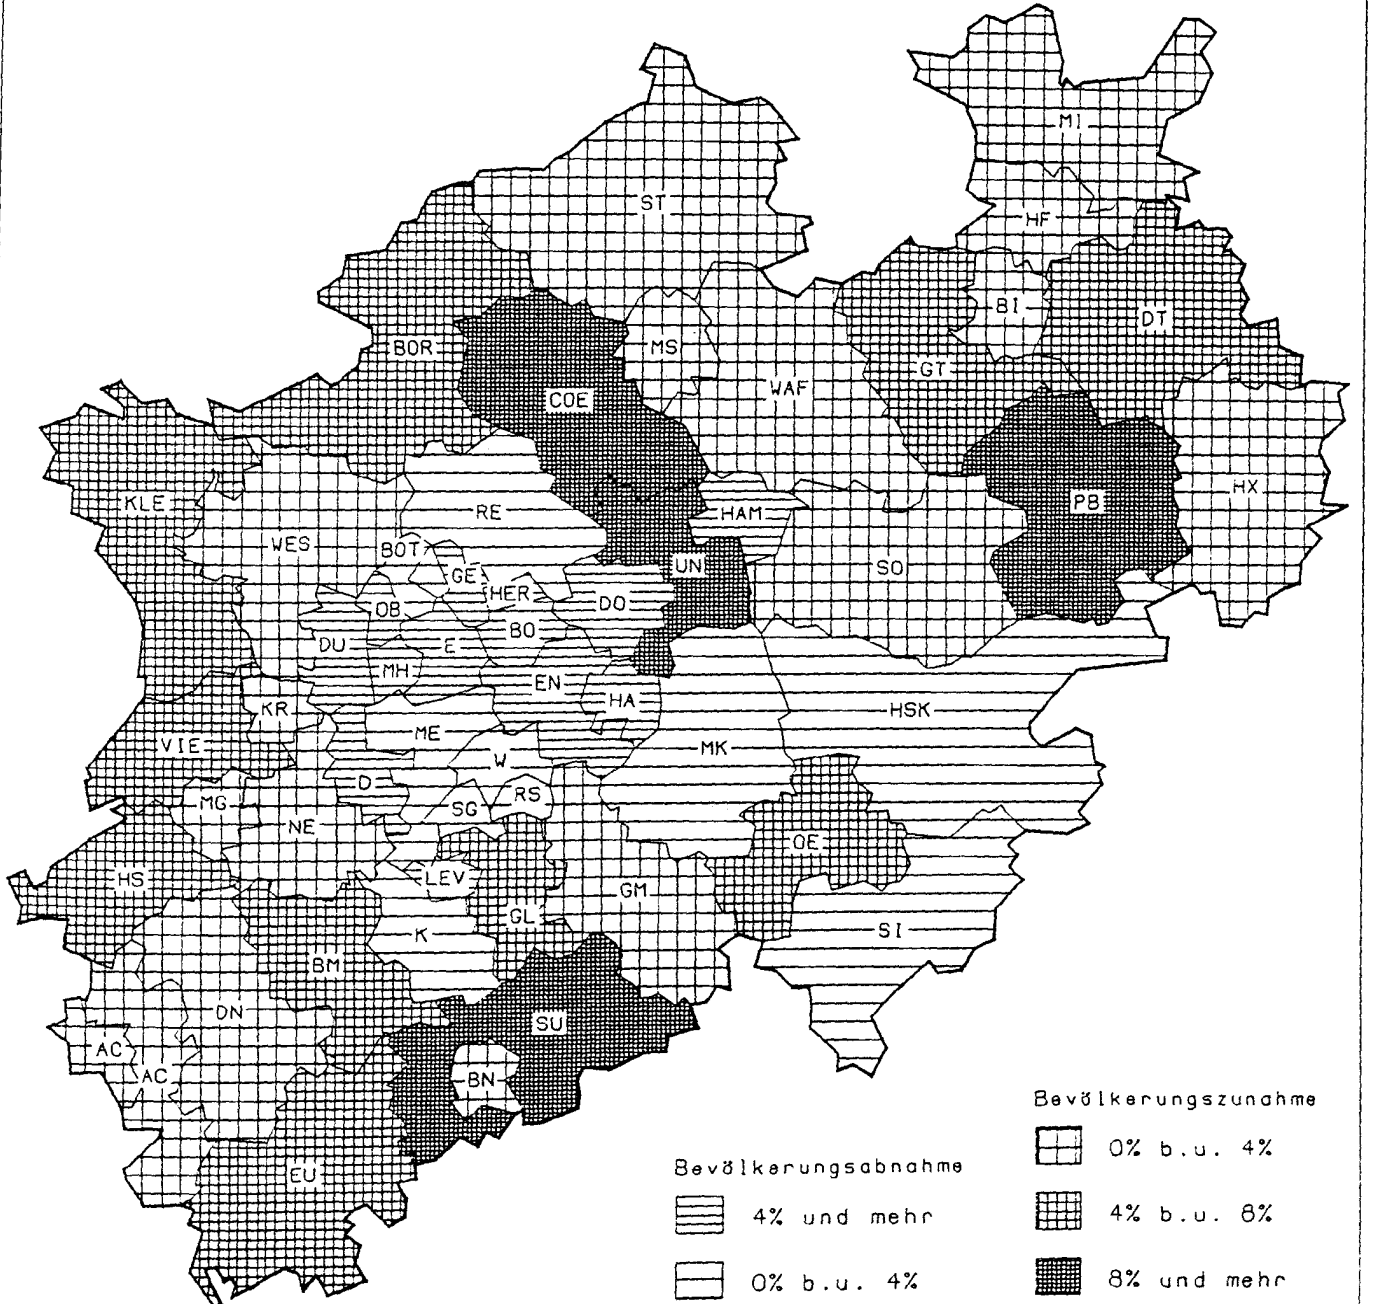 MI
ST
HF
BI
DT
MS
BOR
GT
WAF
COE
HX
KLE
PB
RE
HAM
WES
BOT
UN
SO
GE
HER
OB
DO
BO
DU
E
MH
EN
HA
KR
HSK
ME
VIE
MK
W
D
RS
MG
SG
NE
OE
LEV
HS
GM
GL
K
SI
BM
DN
SU
AC
AC
BN
EU
Bevölkerungszunahme
0% b.u. 4%
4% b.u. 8%
8% und mehr
Bevölkerungsabnahme
4% und mehr
0% b.u. 4%